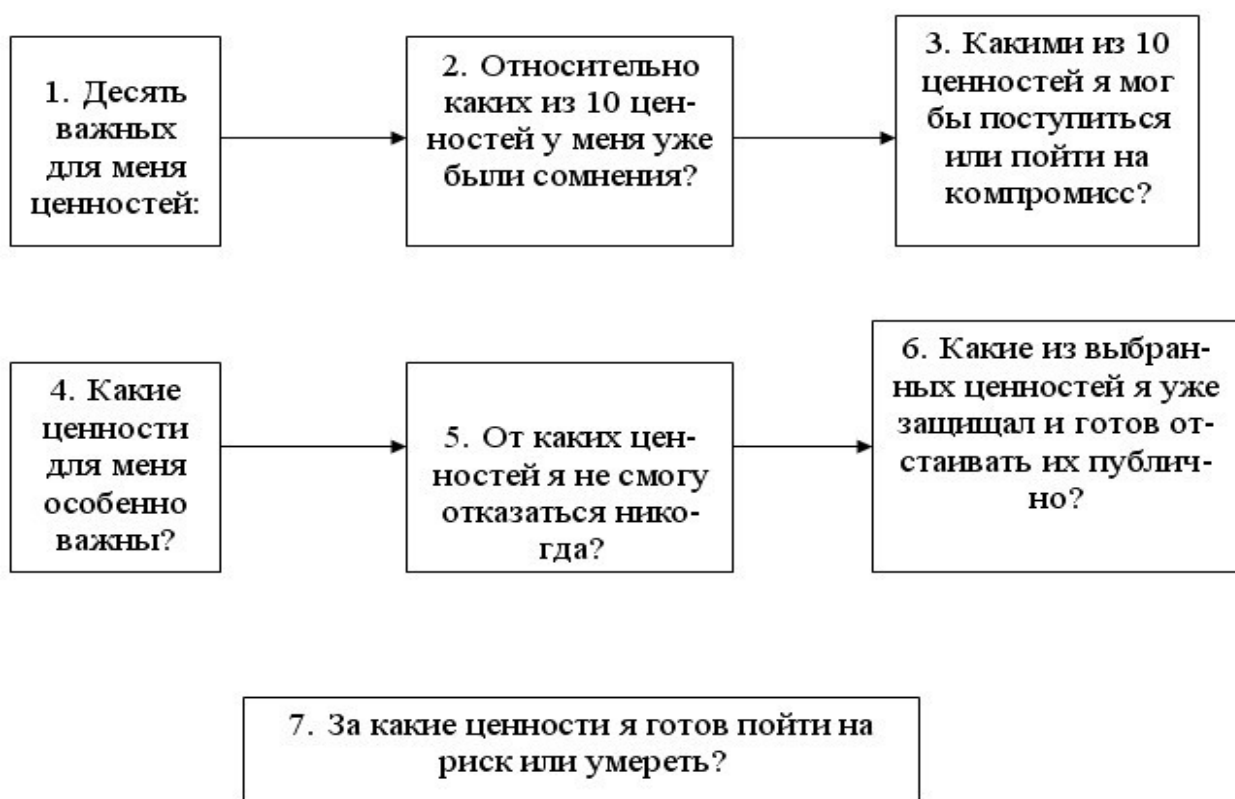 1. Десять
важных
для меня
ценностей:
2. Относительно
каких из 10 цен-
ностей у меня уже
были сомнения?
3. Какими из 10
ценностей я мог
бы поступиться
или пойти на
компромисс?
4. Какие
ценности
для меня
особенно
важны?
5. От каких цен-
ностей я не смогу
отказаться нико-
гда?
6. Какие из выбран-
ных ценностей я уже
защищал и готов от-
стаивать их публич-
но?
7. За какие ценности я готов пойти на
риск или умереть?